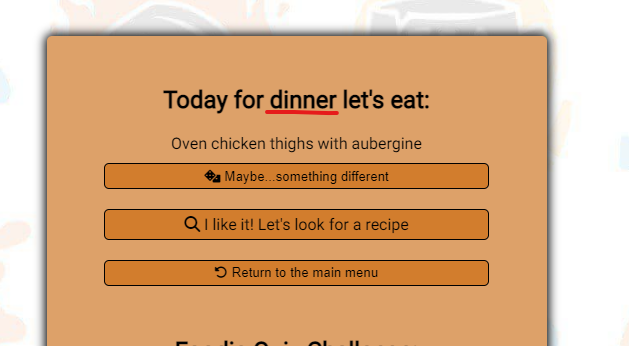 Today for dinner let's eat:
Oven chicken thighs with aubergine
Maybe...something different
I like it! Let's look for a recipe
Return to the main menu